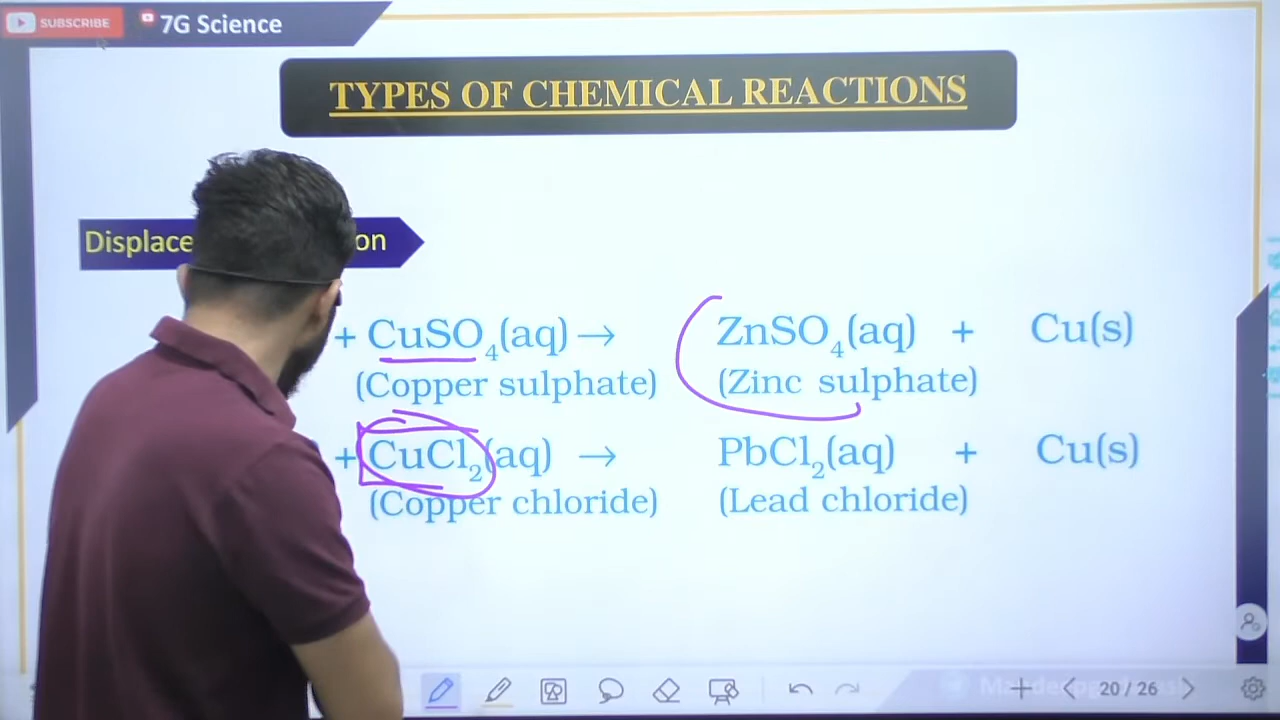 SUBSCRIBE 7G Science
TYPES OF CHEMICAL REACTIONS
Displace on
+ CuSO₄(aq) → ZnSO₄(aq) + Cu(s)
(Copper sulphate) (Zinc sulphate)
+ CuCl₂(aq) → PbCl₂(aq) + Cu(s)
(Copper chloride) (Lead chloride)
20 / 26